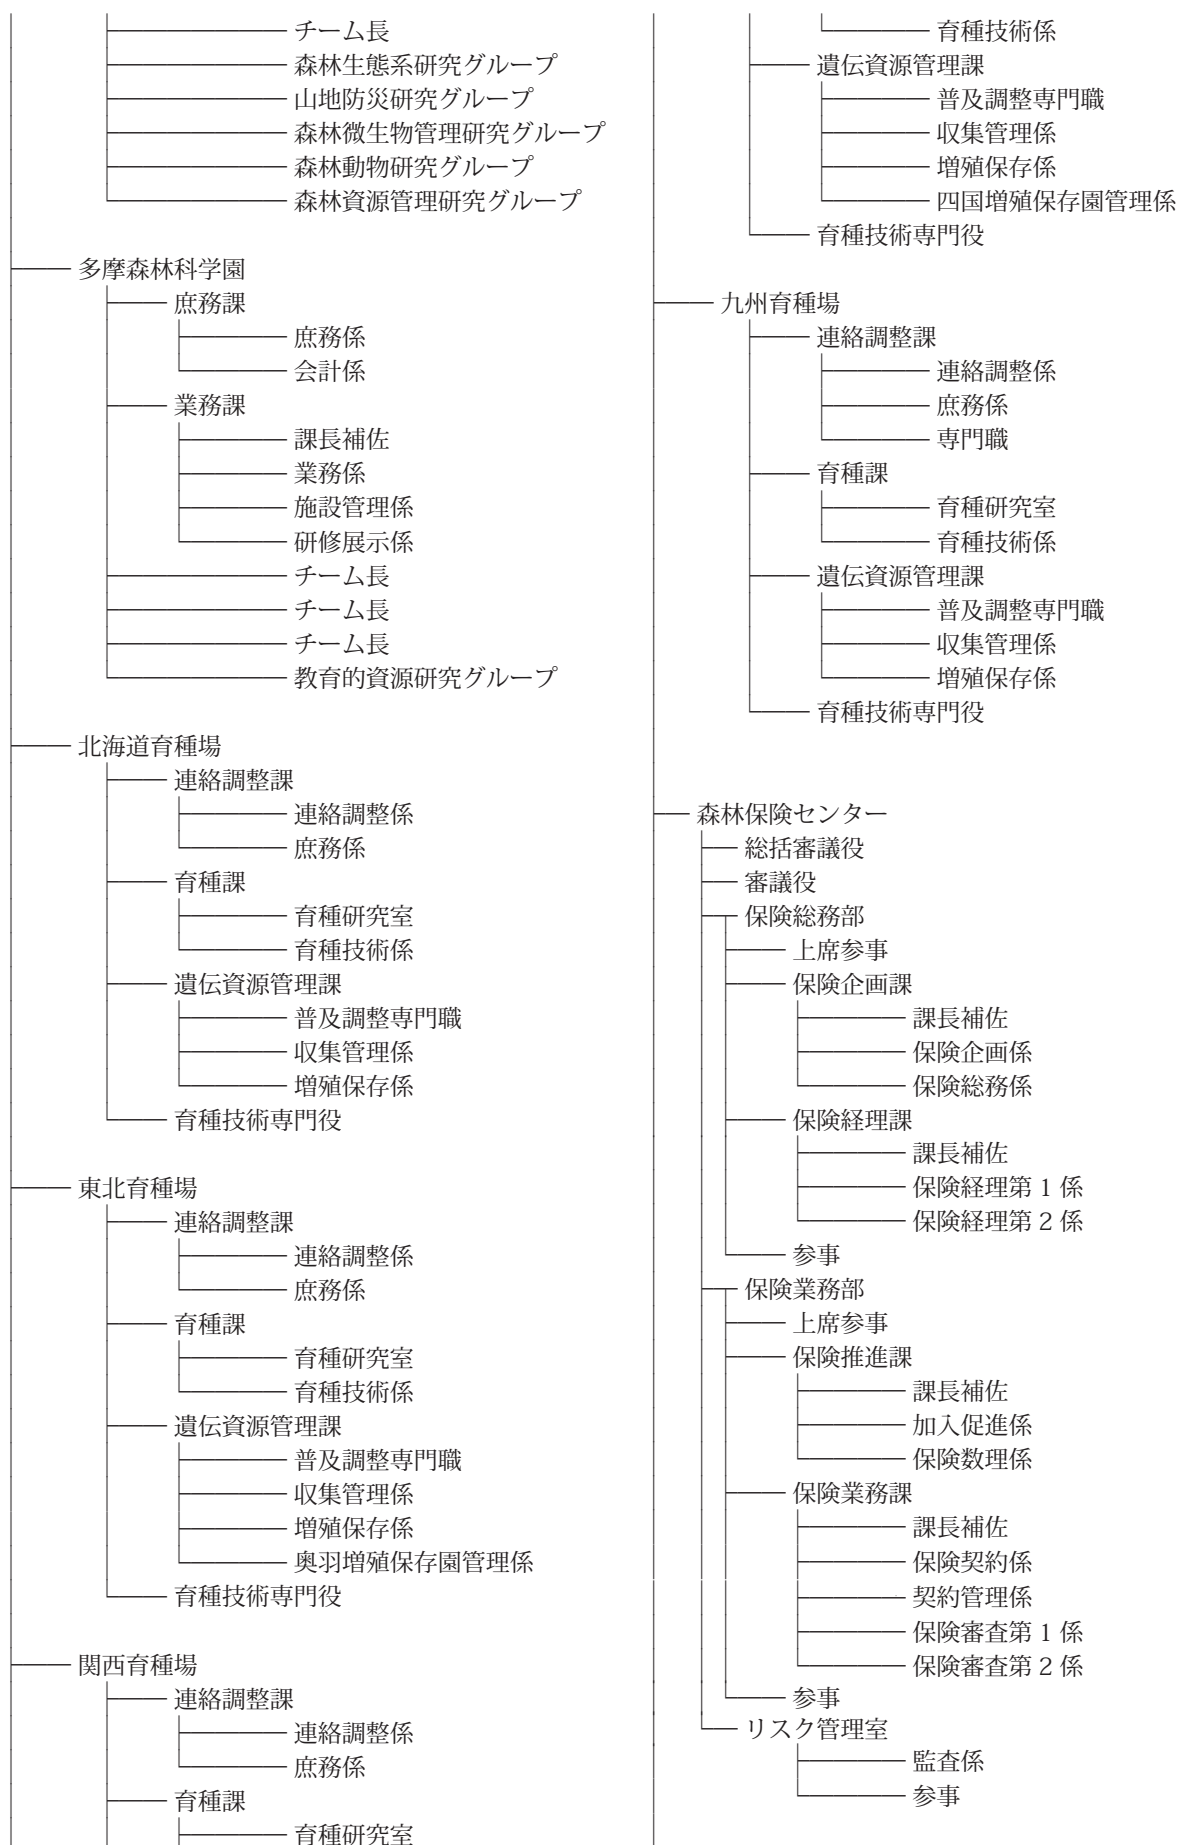 チーム長
森林生態系研究グループ
山地防災研究グループ
森林微生物管理研究グループ
森林動物研究グループ
森林資源管理研究グループ
多摩森林科学園
庶務課
庶務係
会計係
業務課
課長補佐
業務係
施設管理係
研修展示係
チーム長
チーム長
チーム長
教育的資源研究グループ
北海道育種場
連絡調整課
連絡調整係
庶務係
育種課
育種研究室
育種技術係
遺伝資源管理課
普及調整専門職
収集管理係
増殖保存係
育種技術専門役
東北育種場
連絡調整課
連絡調整係
庶務係
育種課
育種研究室
育種技術係
遺伝資源管理課
普及調整専門職
収集管理係
増殖保存係
奥羽増殖保存園管理係
育種技術専門役
関西育種場
連絡調整課
連絡調整係
庶務係
育種課
育種研究室
育種技術係
遺伝資源管理課
普及調整専門職
収集管理係
増殖保存係
四国増殖保存園管理係
育種技術専門役
九州育種場
連絡調整課
連絡調整係
庶務係
専門職
育種課
育種研究室
育種技術係
遺伝資源管理課
普及調整専門職
収集管理係
増殖保存係
育種技術専門役
森林保険センター
総括審議役
審議役
保険総務部
上席参事
保険企画課
課長補佐
保険企画係
保険総務係
保険経理課
課長補佐
保険経理第 1 係
保険経理第 2 係
参事
保険業務部
上席参事
保険推進課
課長補佐
加入促進係
保険数理係
保険業務課
課長補佐
保険契約係
契約管理係
保険審査第 1 係
保険審査第 2 係
参事
リスク管理室
監査係
参事